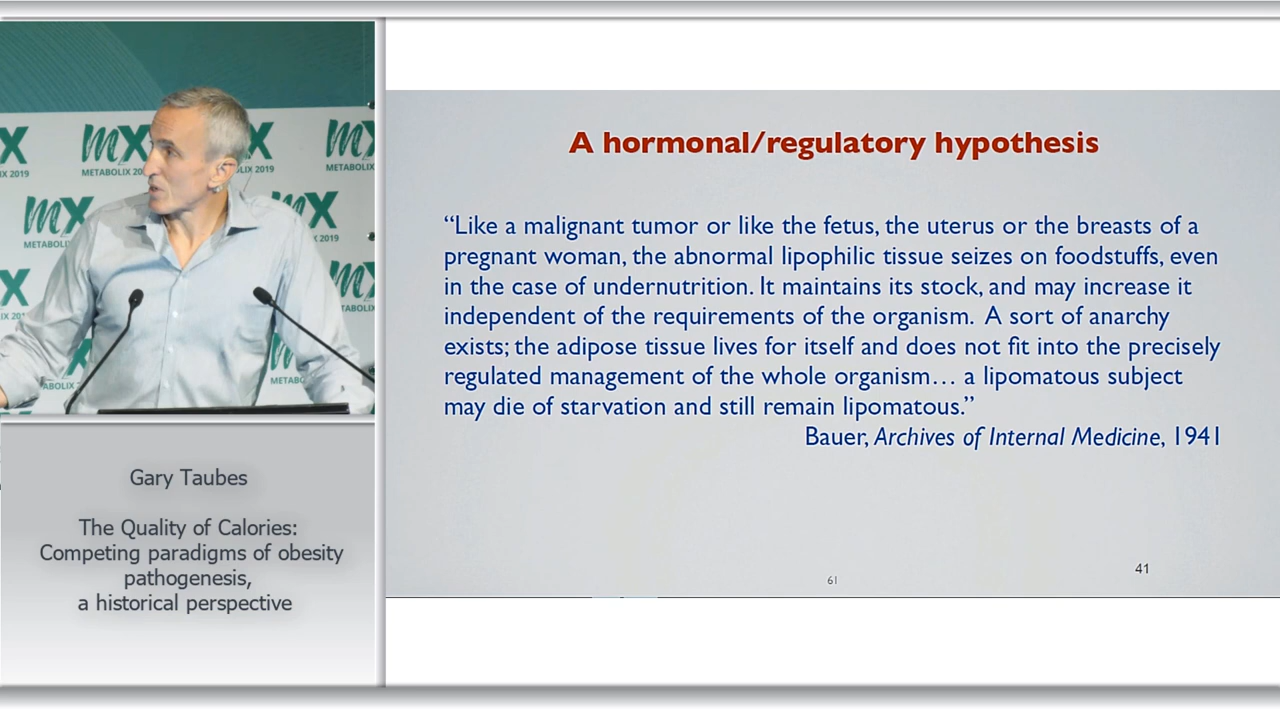 mX
METABOLIX 2019
mX
METABOLIX 2019
Gary Taubes
The Quality of Calories:
Competing paradigms of obesity
pathogenesis,
a historical perspective
A hormonal/regulatory hypothesis
“Like a malignant tumor or like the fetus, the uterus or the breasts of a
pregnant woman, the abnormal lipophilic tissue seizes on foodstuffs, even
in the case of undernutrition. It maintains its stock, and may increase it
independent of the requirements of the organism. A sort of anarchy
exists; the adipose tissue lives for itself and does not fit into the precisely
regulated management of the whole organism… a lipomatous subject
may die of starvation and still remain lipomatous.”
Bauer, Archives of Internal Medicine, 1941
61
41